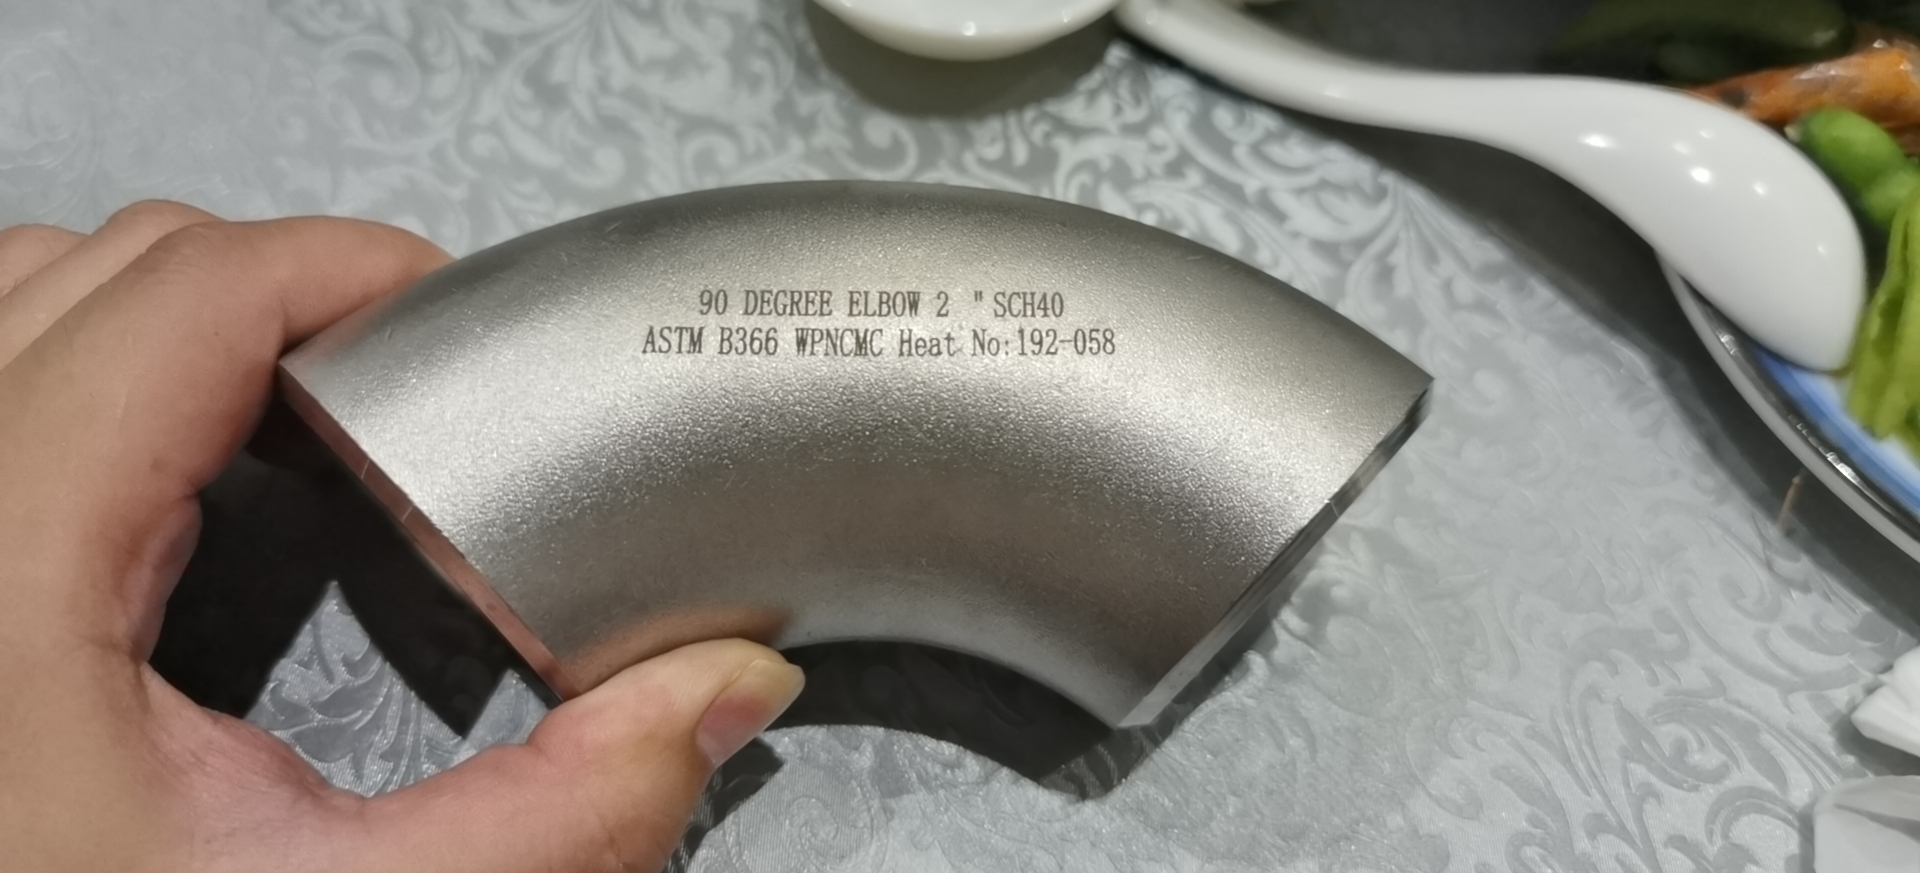 90 DEGREE ELBOW 2 " SCH40
ASTM B366 WPNCMC Heat No:192-058